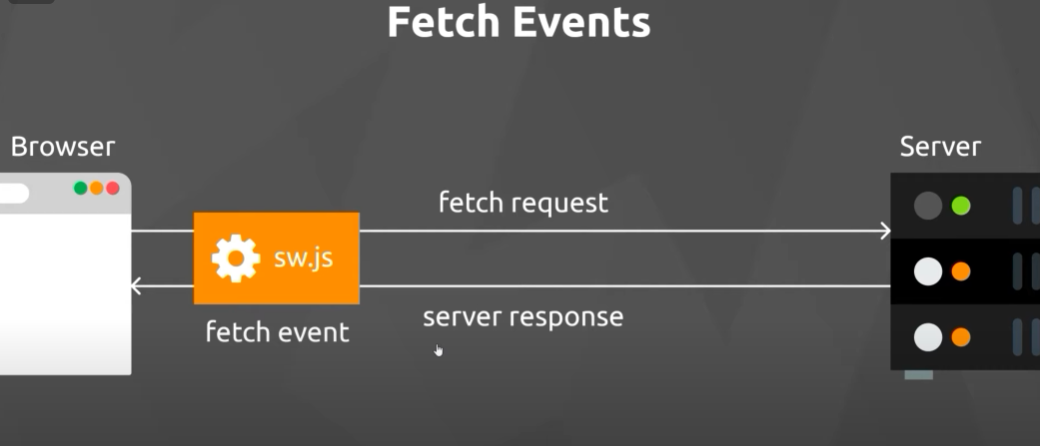 Fetch Events
Browser
Server
fetch request
sw.js
server response
fetch event